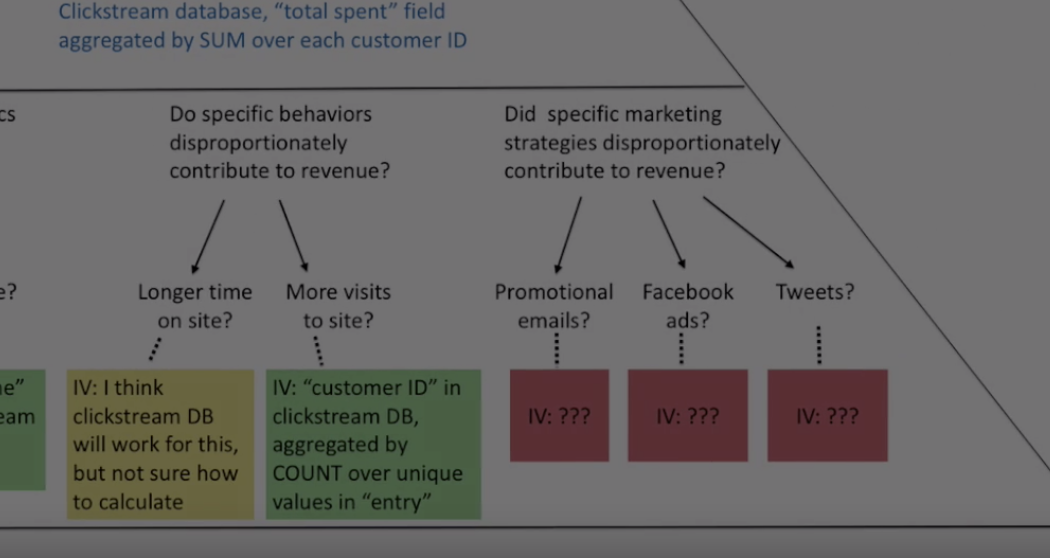 Clickstream database, “total spent” field
aggregated by SUM over each customer ID
cs
Do specific behaviors
disproportionately
contribute to revenue?
Did specific marketing
strategies disproportionately
contribute to revenue?
e?
Longer time
on site?
More visits
to site?
Promotional
emails?
Facebook
ads?
Tweets?
ne”
eam
IV: I think
clickstream DB
will work for this,
but not sure how
to calculate
IV: “customer ID” in
clickstream DB,
aggregated by
COUNT over unique
values in “entry”
IV: ???
IV: ???
IV: ???